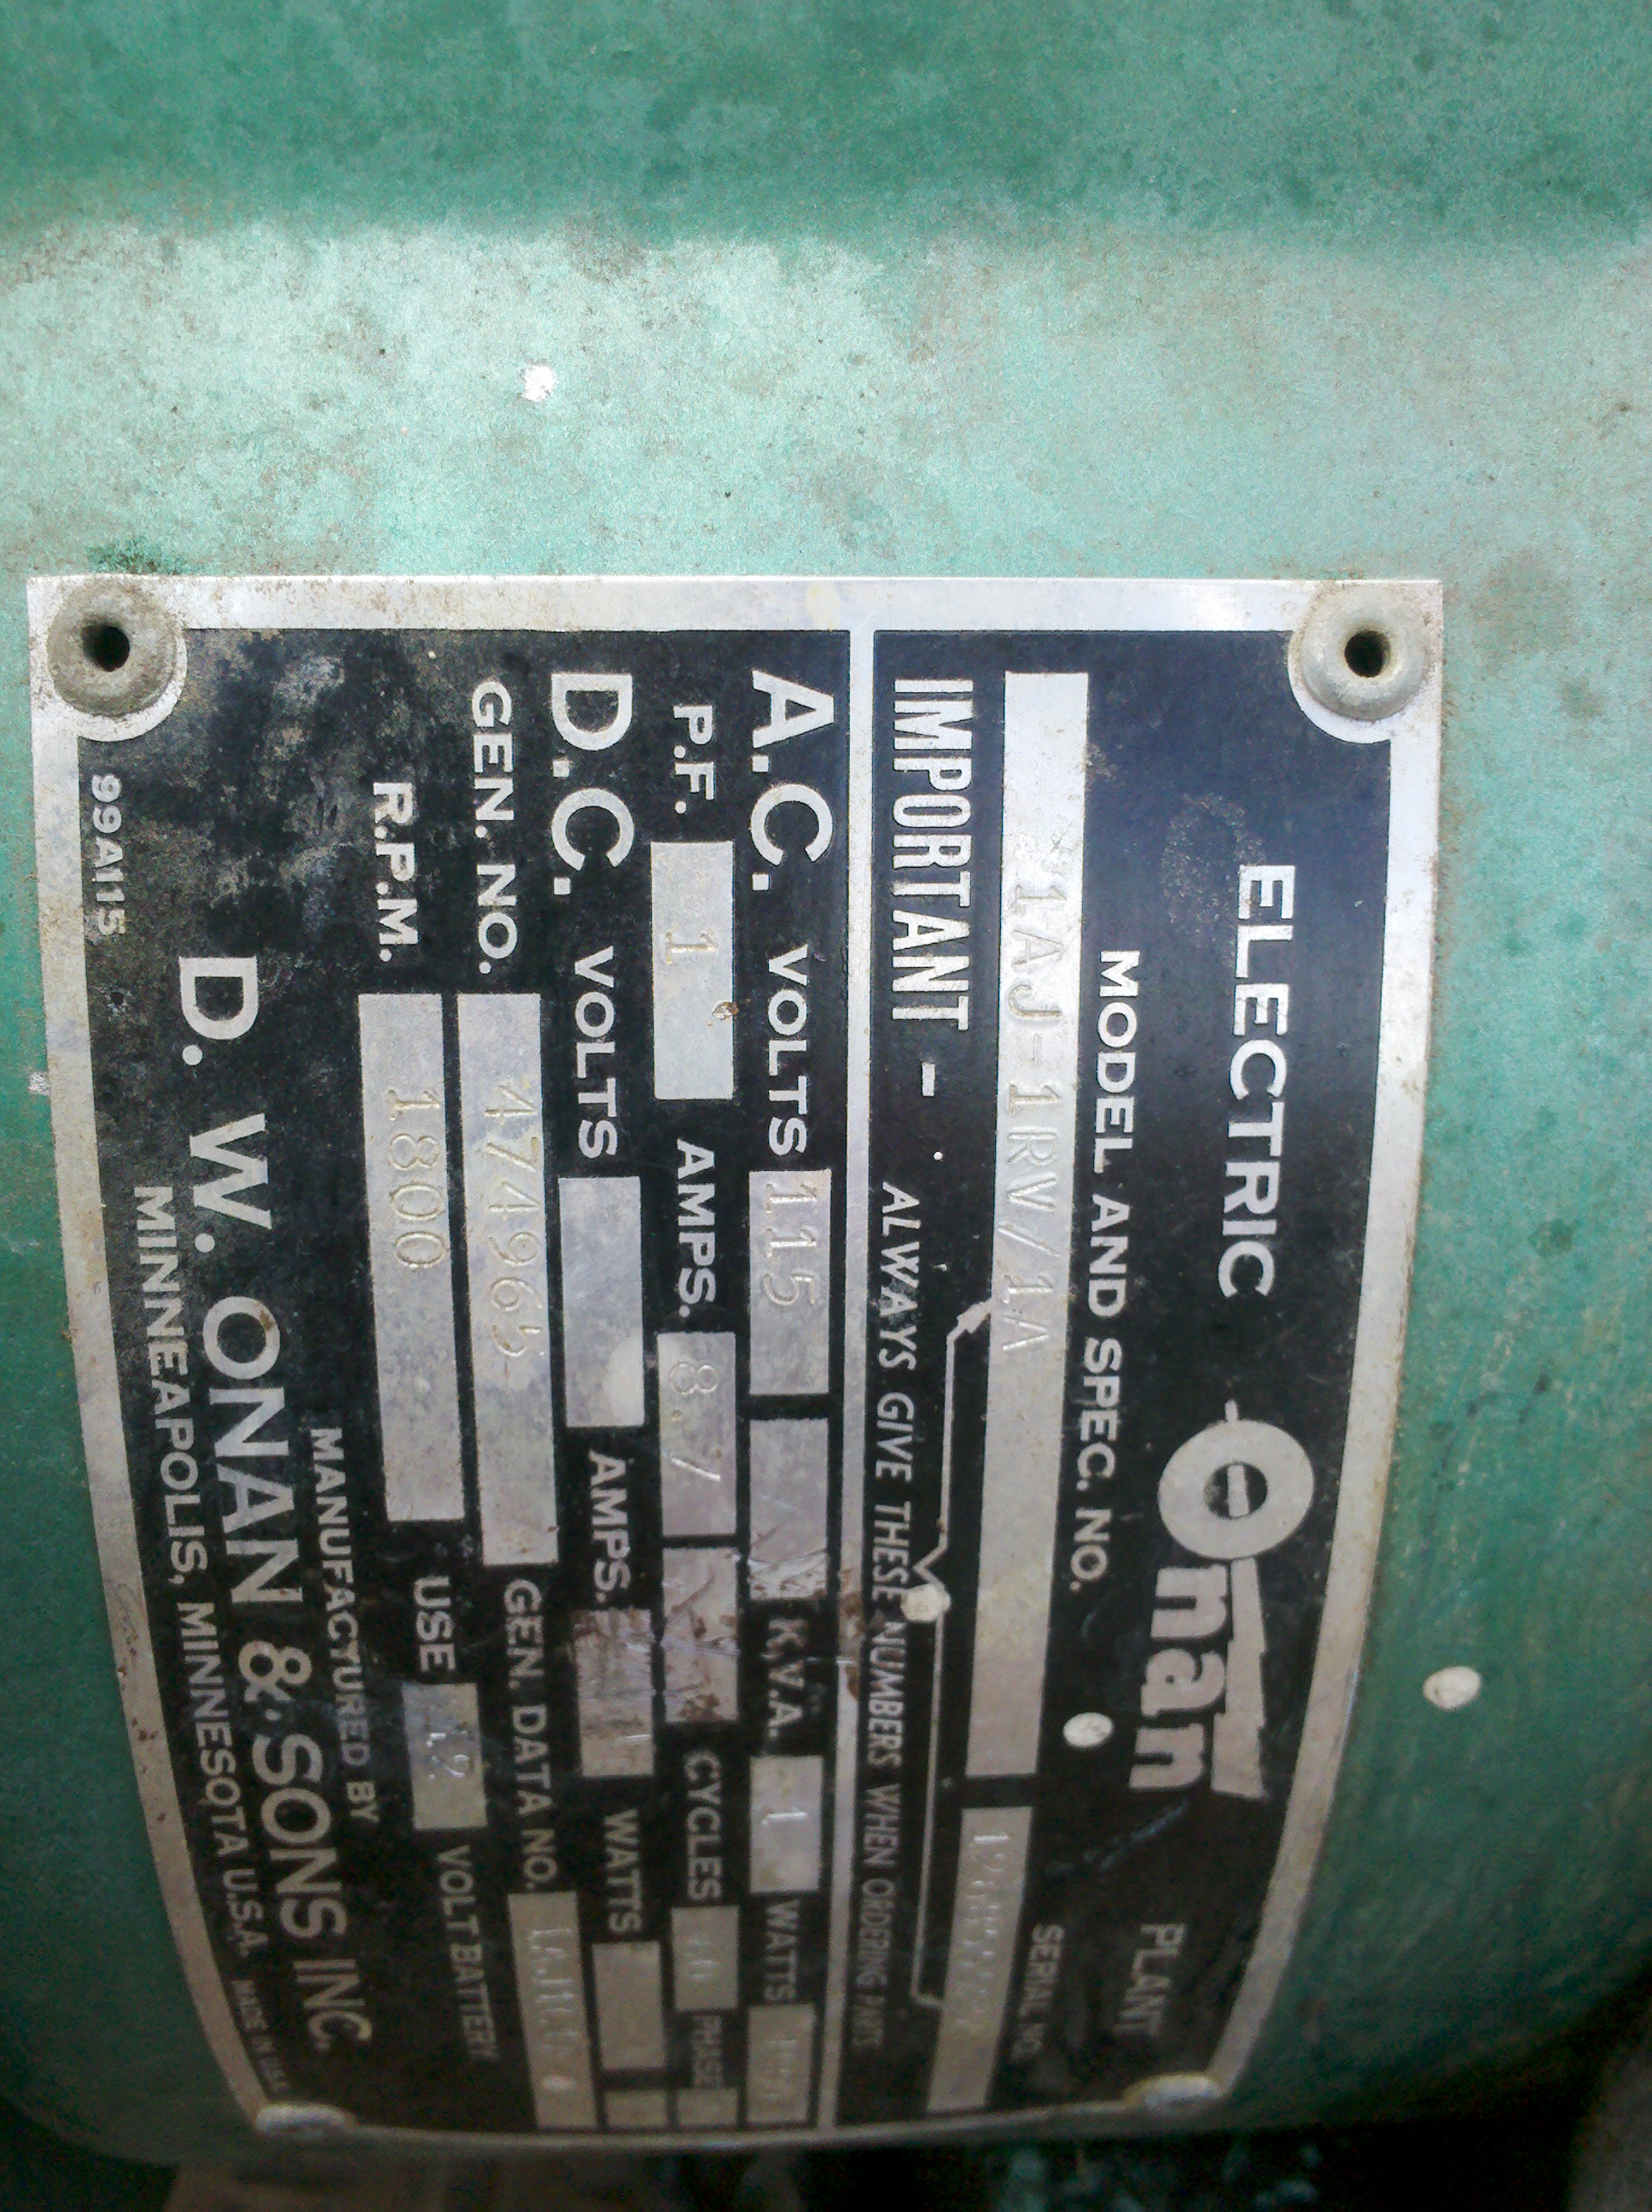 ELECTRIC Onan PLANT
MODEL AND SPEC. NO. SERIAL NO.
1AJ-1RV/1A
IMPORTANT - ALWAYS GIVE THESE NUMBERS WHEN ORDERING PARTS
A.C. VOLTS 115 K.V.A. 1 WATTS
P.F. 1 AMPS. 8.7 CYCLES PHASE
D.C. VOLTS AMPS. WATTS
GEN. NO. GEN. DATA NO.
R.P.M. 1800 USE 12 VOLT BATTERY
MANUFACTURED BY
D. W. ONAN & SONS INC.
99A115 MINNEAPOLIS, MINNESOTA U.S.A. MADE IN U.S.A.